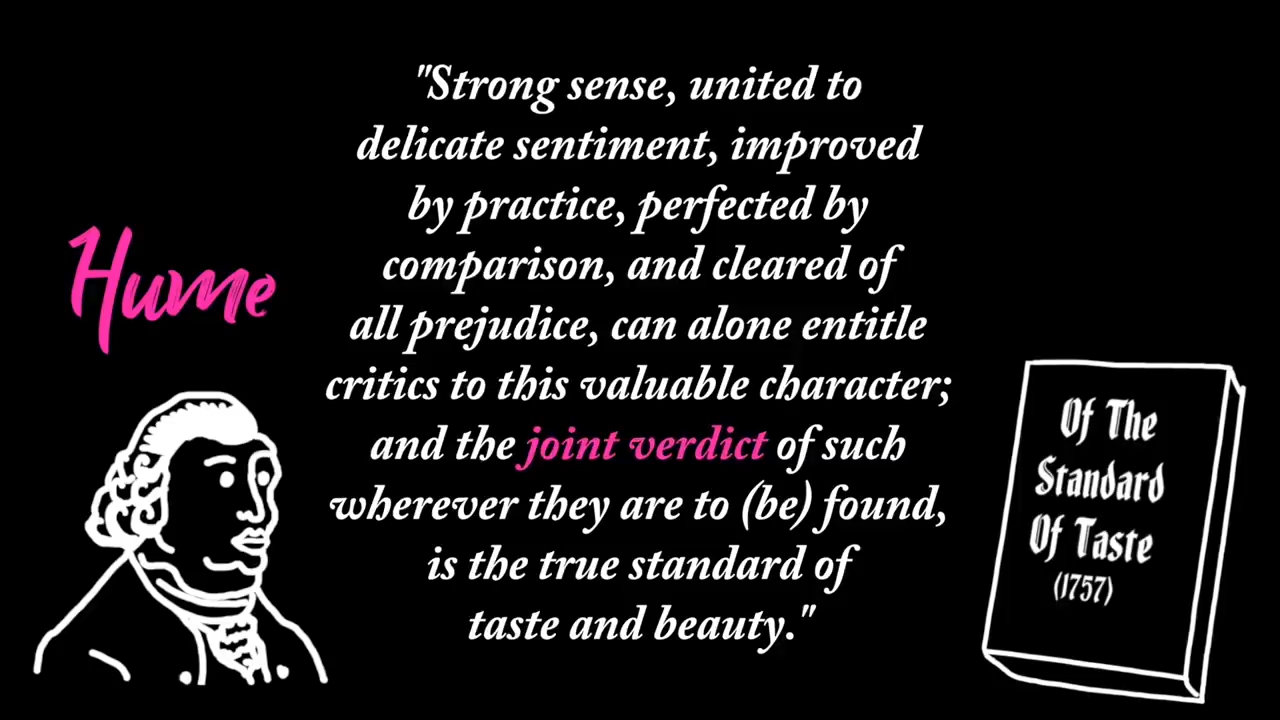 "Strong sense, united to
delicate sentiment, improved
by practice, perfected by
comparison, and cleared of
all prejudice, can alone entitle
critics to this valuable character;
and the joint verdict of such
wherever they are to (be) found,
is the true standard of
taste and beauty."
Hume
Of The
Standard
Of Taste
(1757)